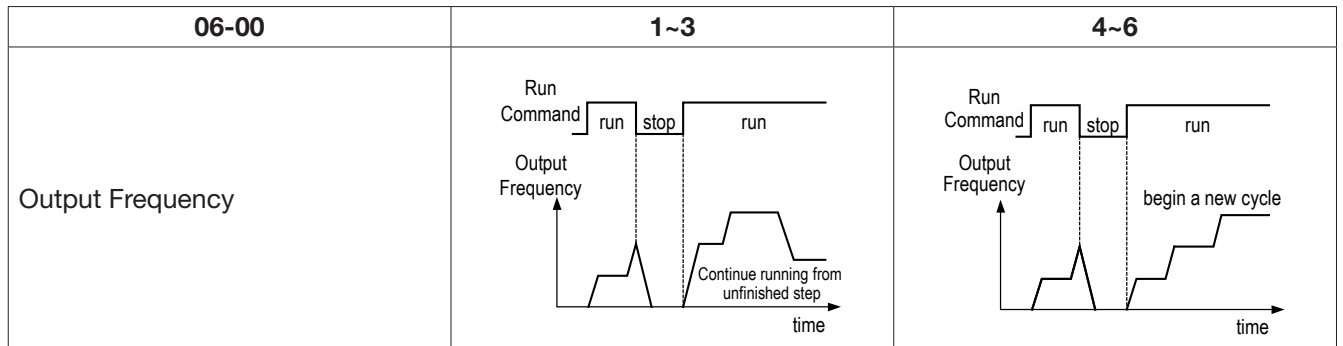 06-00
1~3
4~6
Output Frequency
Run
Command
run
stop
run
Output
Frequency
Continue running from
unfinished step
time
Run
Command
run
stop
run
Output
Frequency
begin a new cycle
time